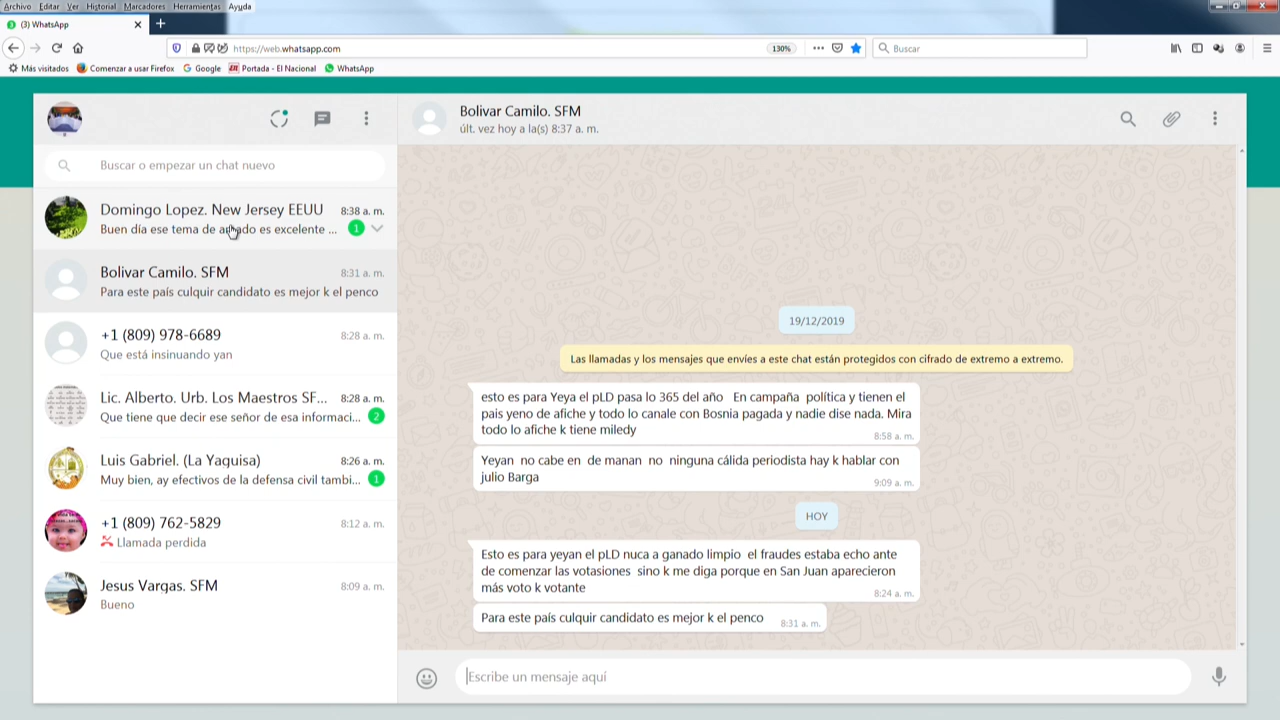 Archivo Editar Ver Historial Marcadores Herramientas Ayuda
(3) WhatsApp
https://web.whatsapp.com
130%
Buscar
Más visitados Comenzar a usar Firefox Google Portada - El Nacional WhatsApp
Bolivar Camilo. SFM
últ. vez hoy a la(s) 8:37 a. m.
Buscar o empezar un chat nuevo
Domingo Lopez. New Jersey EEUU 8:38 a. m.
Buen día ese tema de amado es excelente ... 1
Bolivar Camilo. SFM 8:31 a. m.
Para este país culquir candidato es mejor k el penco
+1 (809) 978-6689 8:28 a. m.
Que está insinuando yan
Lic. Alberto. Urb. Los Maestros SF... 8:28 a. m.
Que tiene que decir ese señor de esa informaci... 2
Luis Gabriel. (La Yaguisa) 8:26 a. m.
Muy bien, ay efectivos de la defensa civil tambi... 1
+1 (809) 762-5829 8:12 a. m.
Llamada perdida
Jesus Vargas. SFM 8:09 a. m.
Bueno
19/12/2019
Las llamadas y los mensajes que envíes a este chat están protegidos con cifrado de extremo a extremo.
esto es para Yeya el pLD pasa lo 365 del año En campaña política y tienen el
pais yeno de afiche y todo lo canale con Bosnia pagada y nadie dise nada. Mira
todo lo afiche k tiene miledy
8:58 a. m.
Yeyan no cabe en de manan no ninguna cálida periodista hay k hablar con
julio Barga
9:09 a. m.
HOY
Esto es para yeyan el pLD nuca a ganado limpio el fraudes estaba echo ante
de comenzar las votasiones sino k me diga porque en San Juan aparecieron
más voto k votante
8:24 a. m.
Para este país culquir candidato es mejor k el penco 8:31 a. m.
Escribe un mensaje aquí